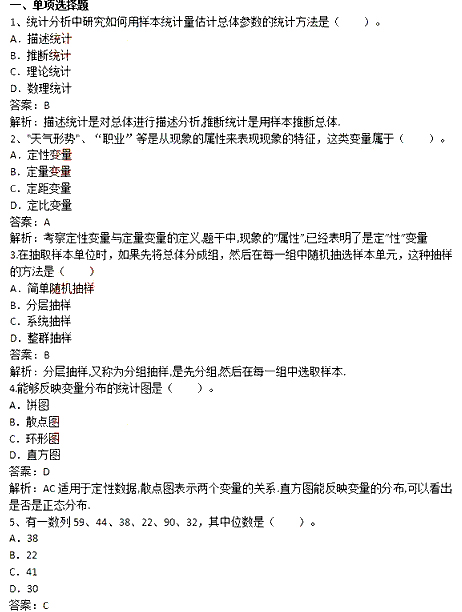 一、单项选择题
1、统计分析中研究如何用样本统计量估计总体参数的统计方法是（　　）。
A. 描述统计
B. 推断统计
C. 理论统计
D. 数理统计
答案：B
解析：描述统计是对总体进行描述分析,推断统计是用样本推断总体.
2、"天气形势"、“职业”等是从现象的属性来表现现象的特征，这类变量属于（　　）。
A. 定性变量
B. 定量变量
C. 定距变量
D. 定比变量
答案：A
解析：考察定性变量与定量变量的定义.题干中,现象的"属性",已经表明了是定"性"变量
3.在抽取样本单位时，如果先将总体分成组，然后在每一组中随机抽选样本单元，这种抽样
的方法是（　　）
A. 简单随机抽样
B. 分层抽样
C. 系统抽样
D. 整群抽样
答案：B
解析：分层抽样,又称为分组抽样,是先分组,然后在每一组中选取样本.
4.能够反映变量分布的统计图是（　　）。
A. 饼图
B. 散点图
C. 环形图
D. 直方图
答案：D
解析：AC 适用于定性数据,散点图表示两个变量的关系.直方图能反映变量的分布,可以看出
是否是正态分布.
5、有一数列 59、44、38、22、90、32，其中位数是（　　）。
A. 38
B. 22
C. 41
D. 30
答案：C